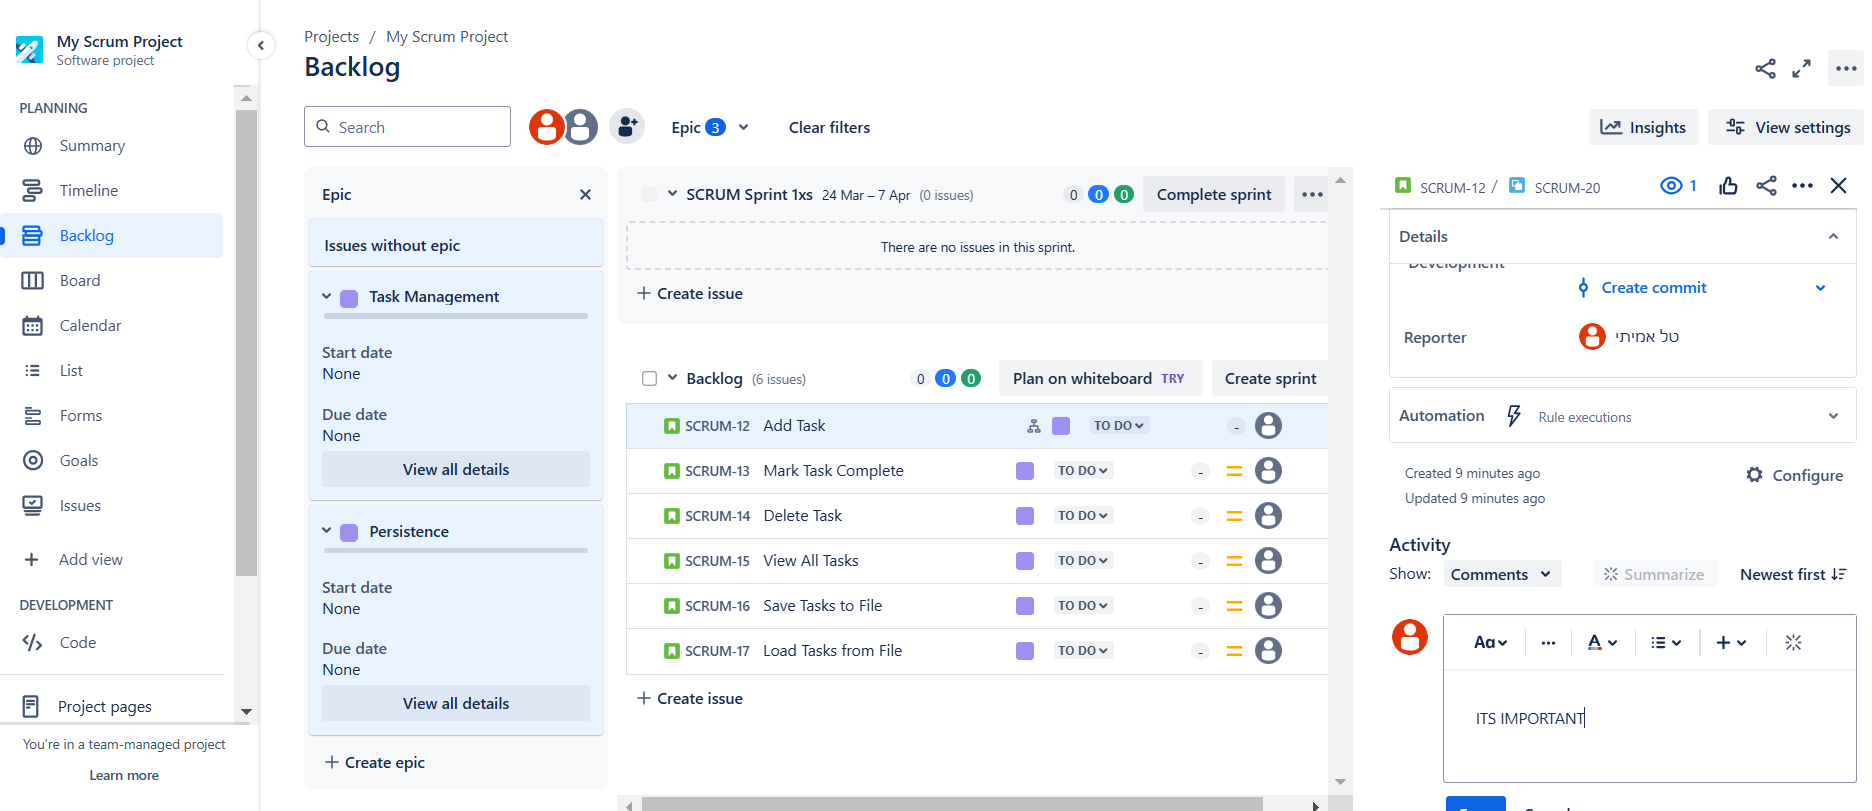 My Scrum Project
Software project
PLANNING
Summary
Timeline
Backlog
Board
Calendar
List
Forms
Goals
Issues
Add view
DEVELOPMENT
Code
Project pages
You're in a team-managed project
Learn more
Projects / My Scrum Project
Backlog
Search
Epic 3
Clear filters
Insights
View settings
Epic
Issues without epic
Task Management
Start date
None
Due date
None
View all details
Persistence
Start date
None
Due date
None
View all details
Create epic
SCRUM Sprint 1xs 24 Mar – 7 Apr (0 issues) 0 0 0 Complete sprint
There are no issues in this sprint.
Create issue
Backlog (6 issues) 0 0 0 Plan on whiteboard TRY Create sprint
SCRUM-12 Add Task TO DO -
SCRUM-13 Mark Task Complete TO DO -
SCRUM-14 Delete Task TO DO -
SCRUM-15 View All Tasks TO DO -
SCRUM-16 Save Tasks to File TO DO -
SCRUM-17 Load Tasks from File TO DO -
Create issue
SCRUM-12 / SCRUM-20 1
Details
Development
Create commit
Reporter טל אמיתי
Automation Rule executions
Created 9 minutes ago
Configure
Updated 9 minutes ago
Activity
Show: Comments Summarize Newest first
Aa A
ITS IMPORTANT